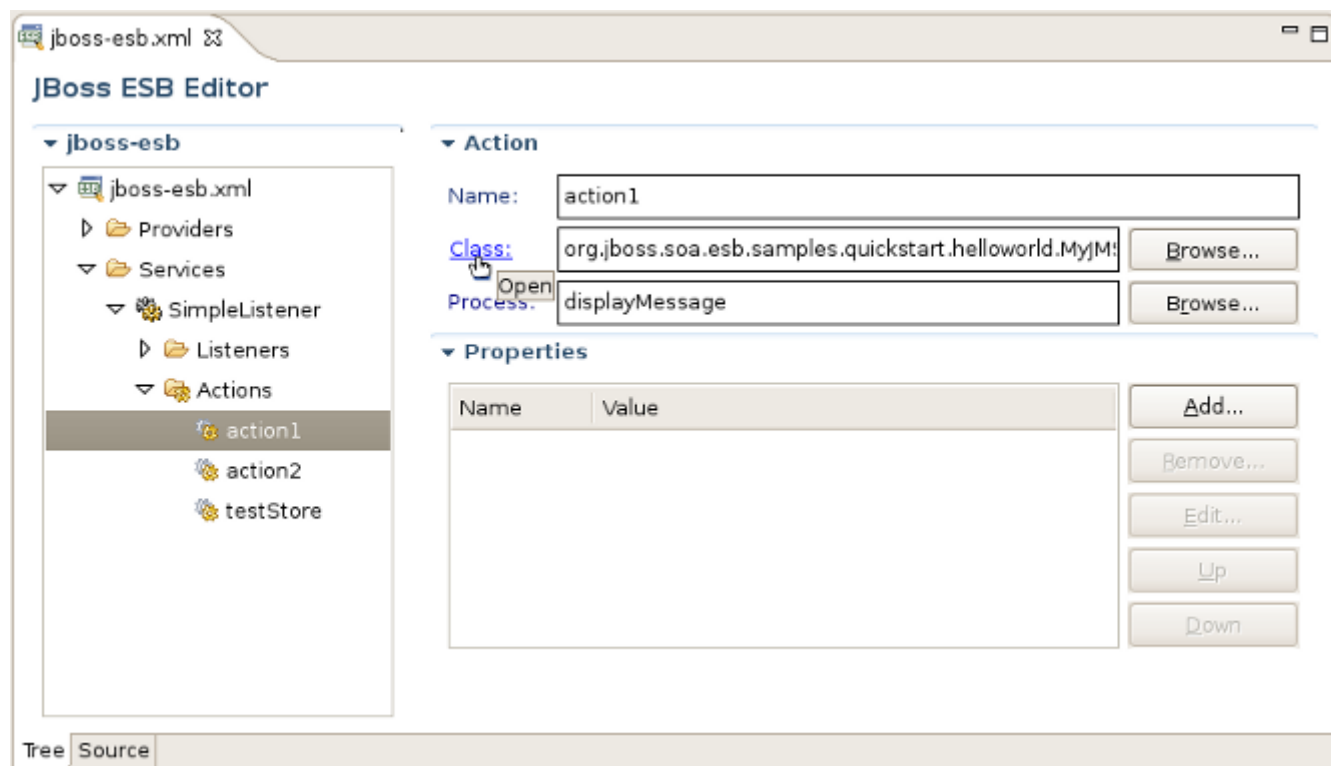 jboss-esb.xml
JBoss ESB Editor
jboss-esb
jboss-esb.xml
Providers
Services
SimpleListener
Listeners
Actions
action1
action2
testStore
Action
Name: action1
Class: org.jboss.soa.esb.samples.quickstart.helloworld.MyJMS Browse...
Open
Process: displayMessage Browse...
Properties
Name Value
Add...
Remove...
Edit...
Up
Down
Tree Source